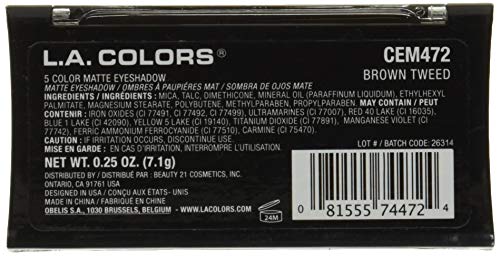 L.A. COLORS®
CEM472
5 COLOR MATTE EYESHADOW
BROWN TWEED
MATTE EYESHADOW / OMBRES À PAUPIÈRES MAT / SOMBRA DE OJOS MATE
INGREDIENTS / INGRÉDIENTS: MICA, TALC, DIMETHICONE, MINERAL OIL (PARAFFINUM LIQUIDUM), ETHYLHEXYL
PALMITATE, MAGNESIUM STEARATE, POLYBUTENE, METHYLPARABEN, PROPYLPARABEN. MAY CONTAIN / PEUT
CONTENIR : IRON OXIDES (CI 77491, CI 77492, CI 77499), ULTRAMARINES (CI 77007), RED 40 LAKE (CI 16035),
BLUE 1 LAKE (CI 42090), YELLOW 5 LAKE (CI 19140), TITANIUM DIOXIDE (CI 77891), MANGANESE VIOLET (CI
77742), FERRIC AMMONIUM FERROCYANIDE (CI 77510), CARMINE (CI 75470).
CAUTION: IF IRRITATION OCCURS, DISCONTINUE USE.
MISE EN GARDE: EN CAS D'IRRITATION, INTERROMPRE L'UTILISATION.
LOT # / BATCH CODE: 26314
NET WT. 0.25 OZ. (7.1g)
DISTRIBUTED BY / DISTRIBUÉ PAR : BEAUTY 21 COSMETICS, INC.
ONTARIO, CA 91761 USA
DESIGNED IN USA / CONÇU AUX ÉTATS - UNIS
MADE IN CHINA / FABRIQUÉ EN CHINE
OBELIS S.A., 1030 BRUSSELS, BELGIUM
WWW.LACOLORS.COM
24M
0 81555 74472 4